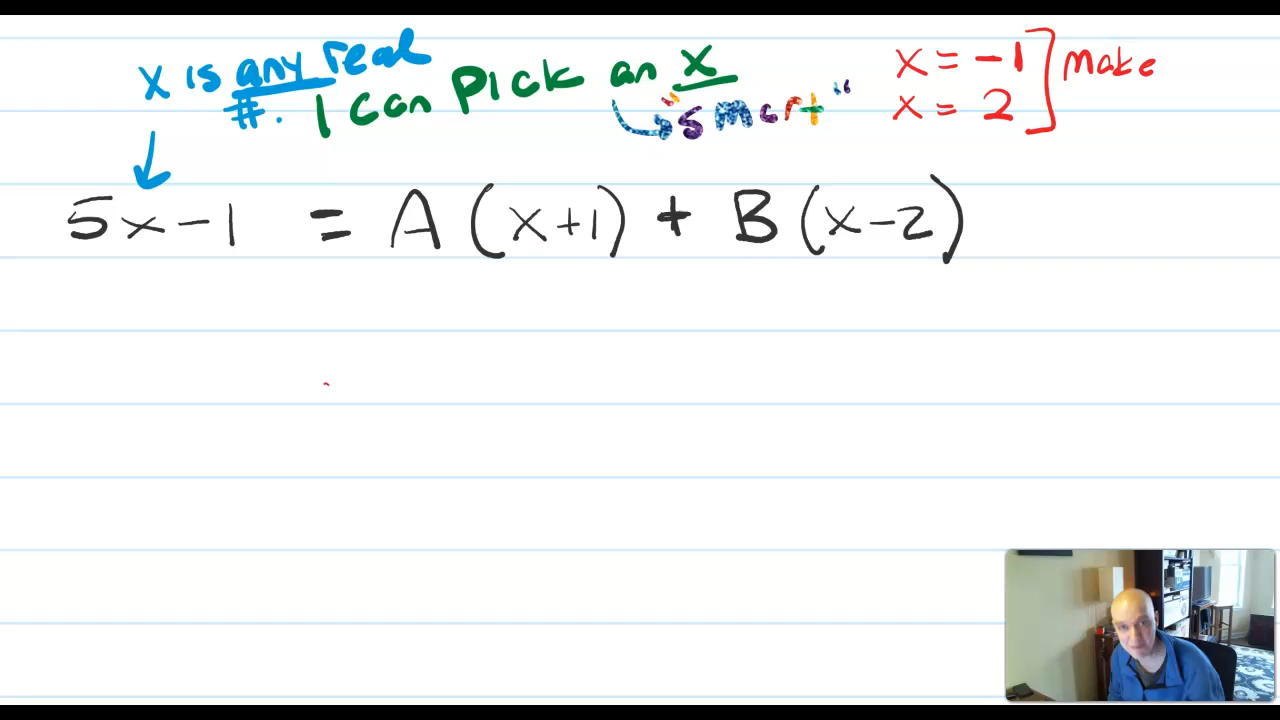 x is any real
#. I can pick an x
"smart"
x = -1
x = 2
make
5x-1 = A(x+1) + B(x-2)